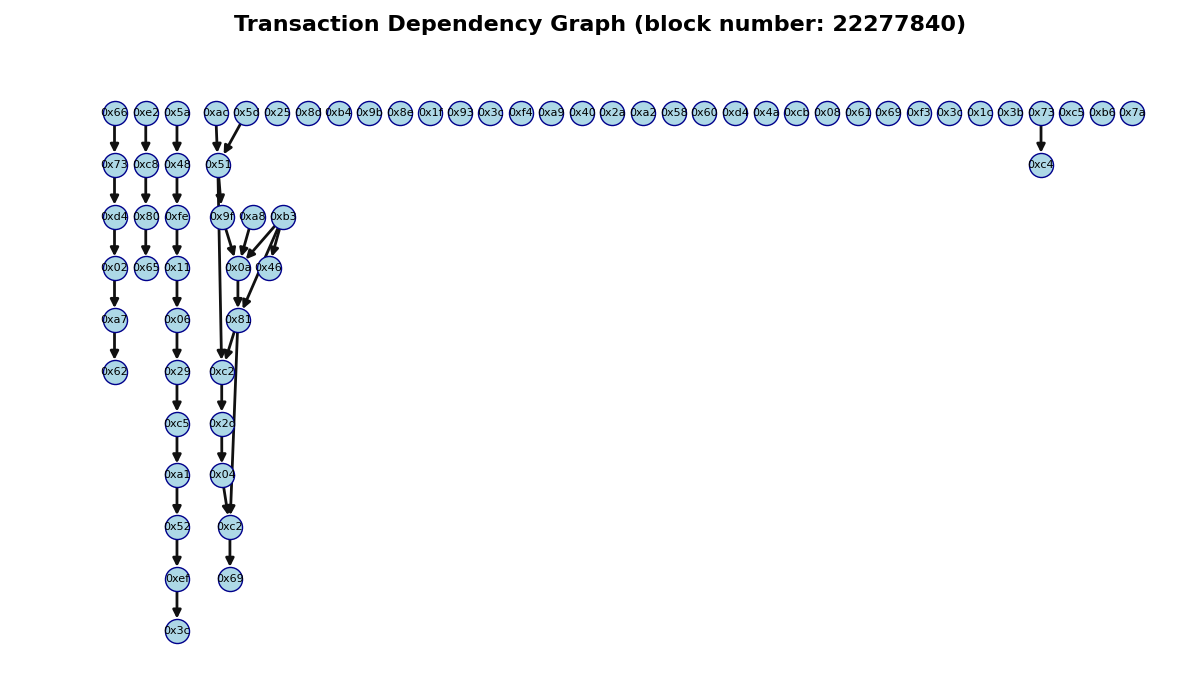 Transaction Dependency Graph (block number: 22277840)
0x66 0xe2 0x5a 0xac 0x5d 0x25 0x8d 0xb4 0x9b 0x8e 0x1f 0x93 0x3c 0xf4 0xa9 0x40 0x2a 0xa2 0x58 0x60 0xd4 0x4a 0xcb 0x08 0x61 0x69 0xf3 0x3c 0x1c 0x3b 0x73 0xc5 0xb6 0x7a
0x73 0xc8 0x48 0x51 0xc4
0xd4 0x80 0xfe 0x9f 0xa8 0xb3
0x02 0x65 0x11 0x0a 0x46
0xa7 0x06 0x81
0x62 0x29 0xc2
0xc5 0x2d
0xa1 0x04
0x52 0xc2
0xef 0x69
0x3c